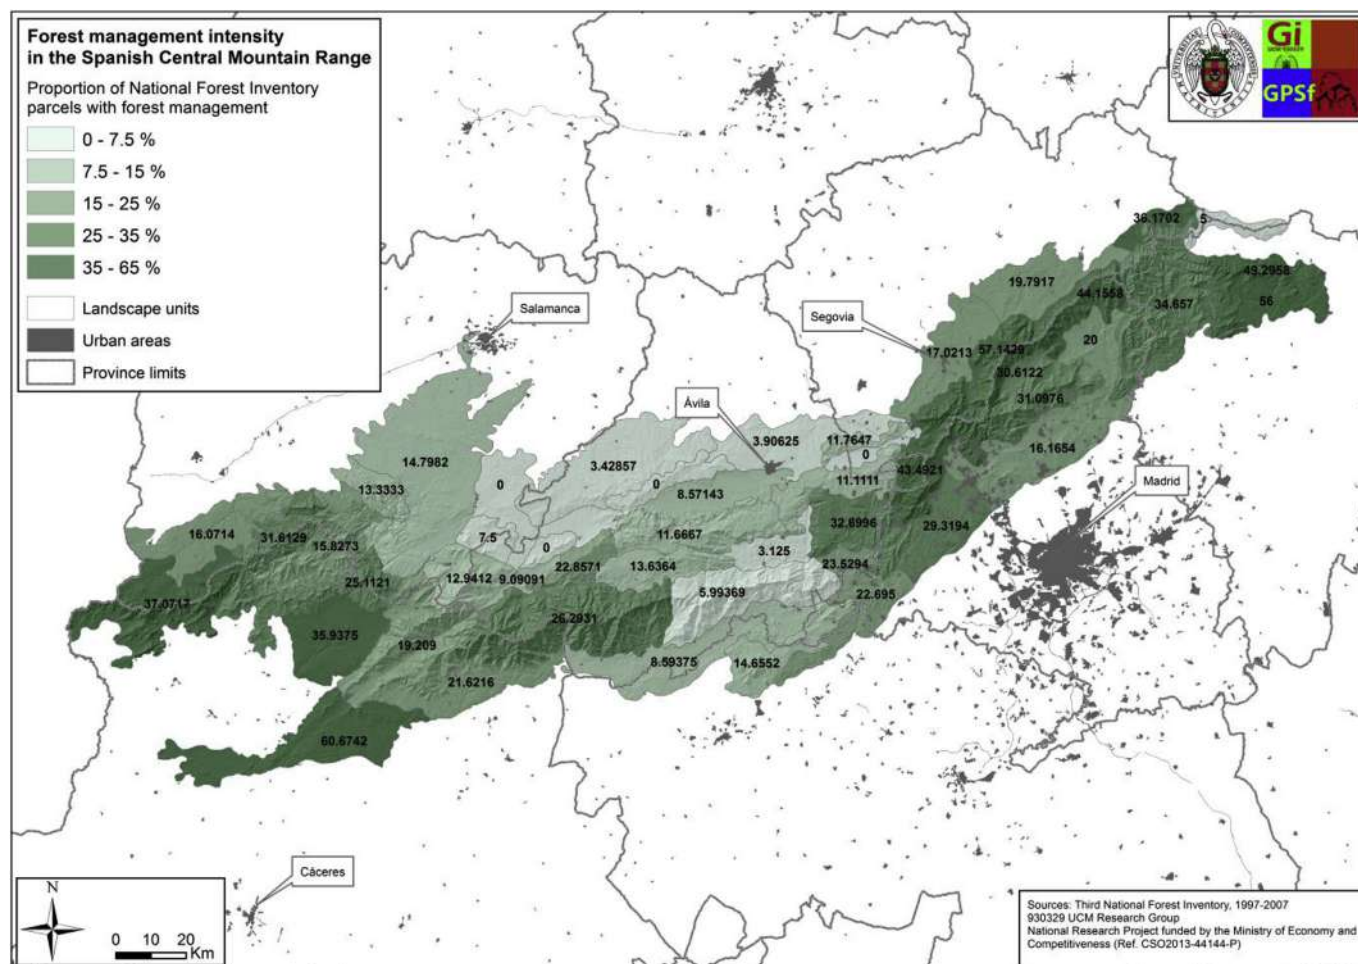 Forest management intensity
in the Spanish Central Mountain Range
Proportion of National Forest Inventory
parcels with forest management
0 - 7.5 %
7.5 - 15 %
15 - 25 %
25 - 35 %
35 - 65 %
Landscape units
Urban areas
Province limits
Gi
GPSf
36.1702
5
19.7917
49.2958
44.1558
34.657
56
Salamanca
Segovia
17.0213
57.1429
20
30.6122
31.0976
Ávila
3.90625
11.7647
16.1654
14.7982
3.42857
0
43.4921
Madrid
13.3333
0
0
8.57143
11.1111
16.0714
31.6129
15.8273
7.5
0
11.6667
32.8996
29.3194
3.125
25.1121
12.9412
9.09091
22.8571
13.6364
23.5294
37.0717
5.99369
22.695
35.9375
19.209
26.2931
21.6216
8.59375
14.6552
60.6742
Cáceres
N
0 10 20
Km
Sources: Third National Forest Inventory, 1997-2007
930329 UCM Research Group
National Research Project funded by the Ministry of Economy and
Competitiveness (Ref. CSO2013-44144-P)